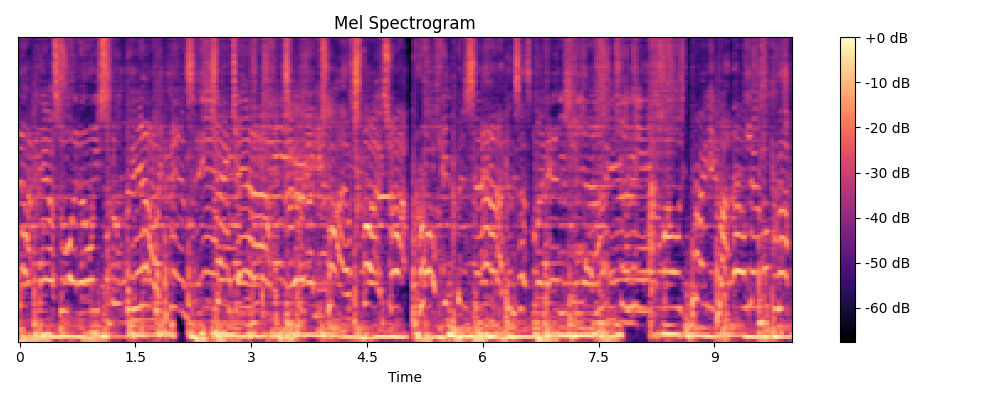 Mel Spectrogram
+0 dB
-10 dB
-20 dB
-30 dB
-40 dB
-50 dB
-60 dB
0
1.5
3
4.5
6
7.5
9
Time